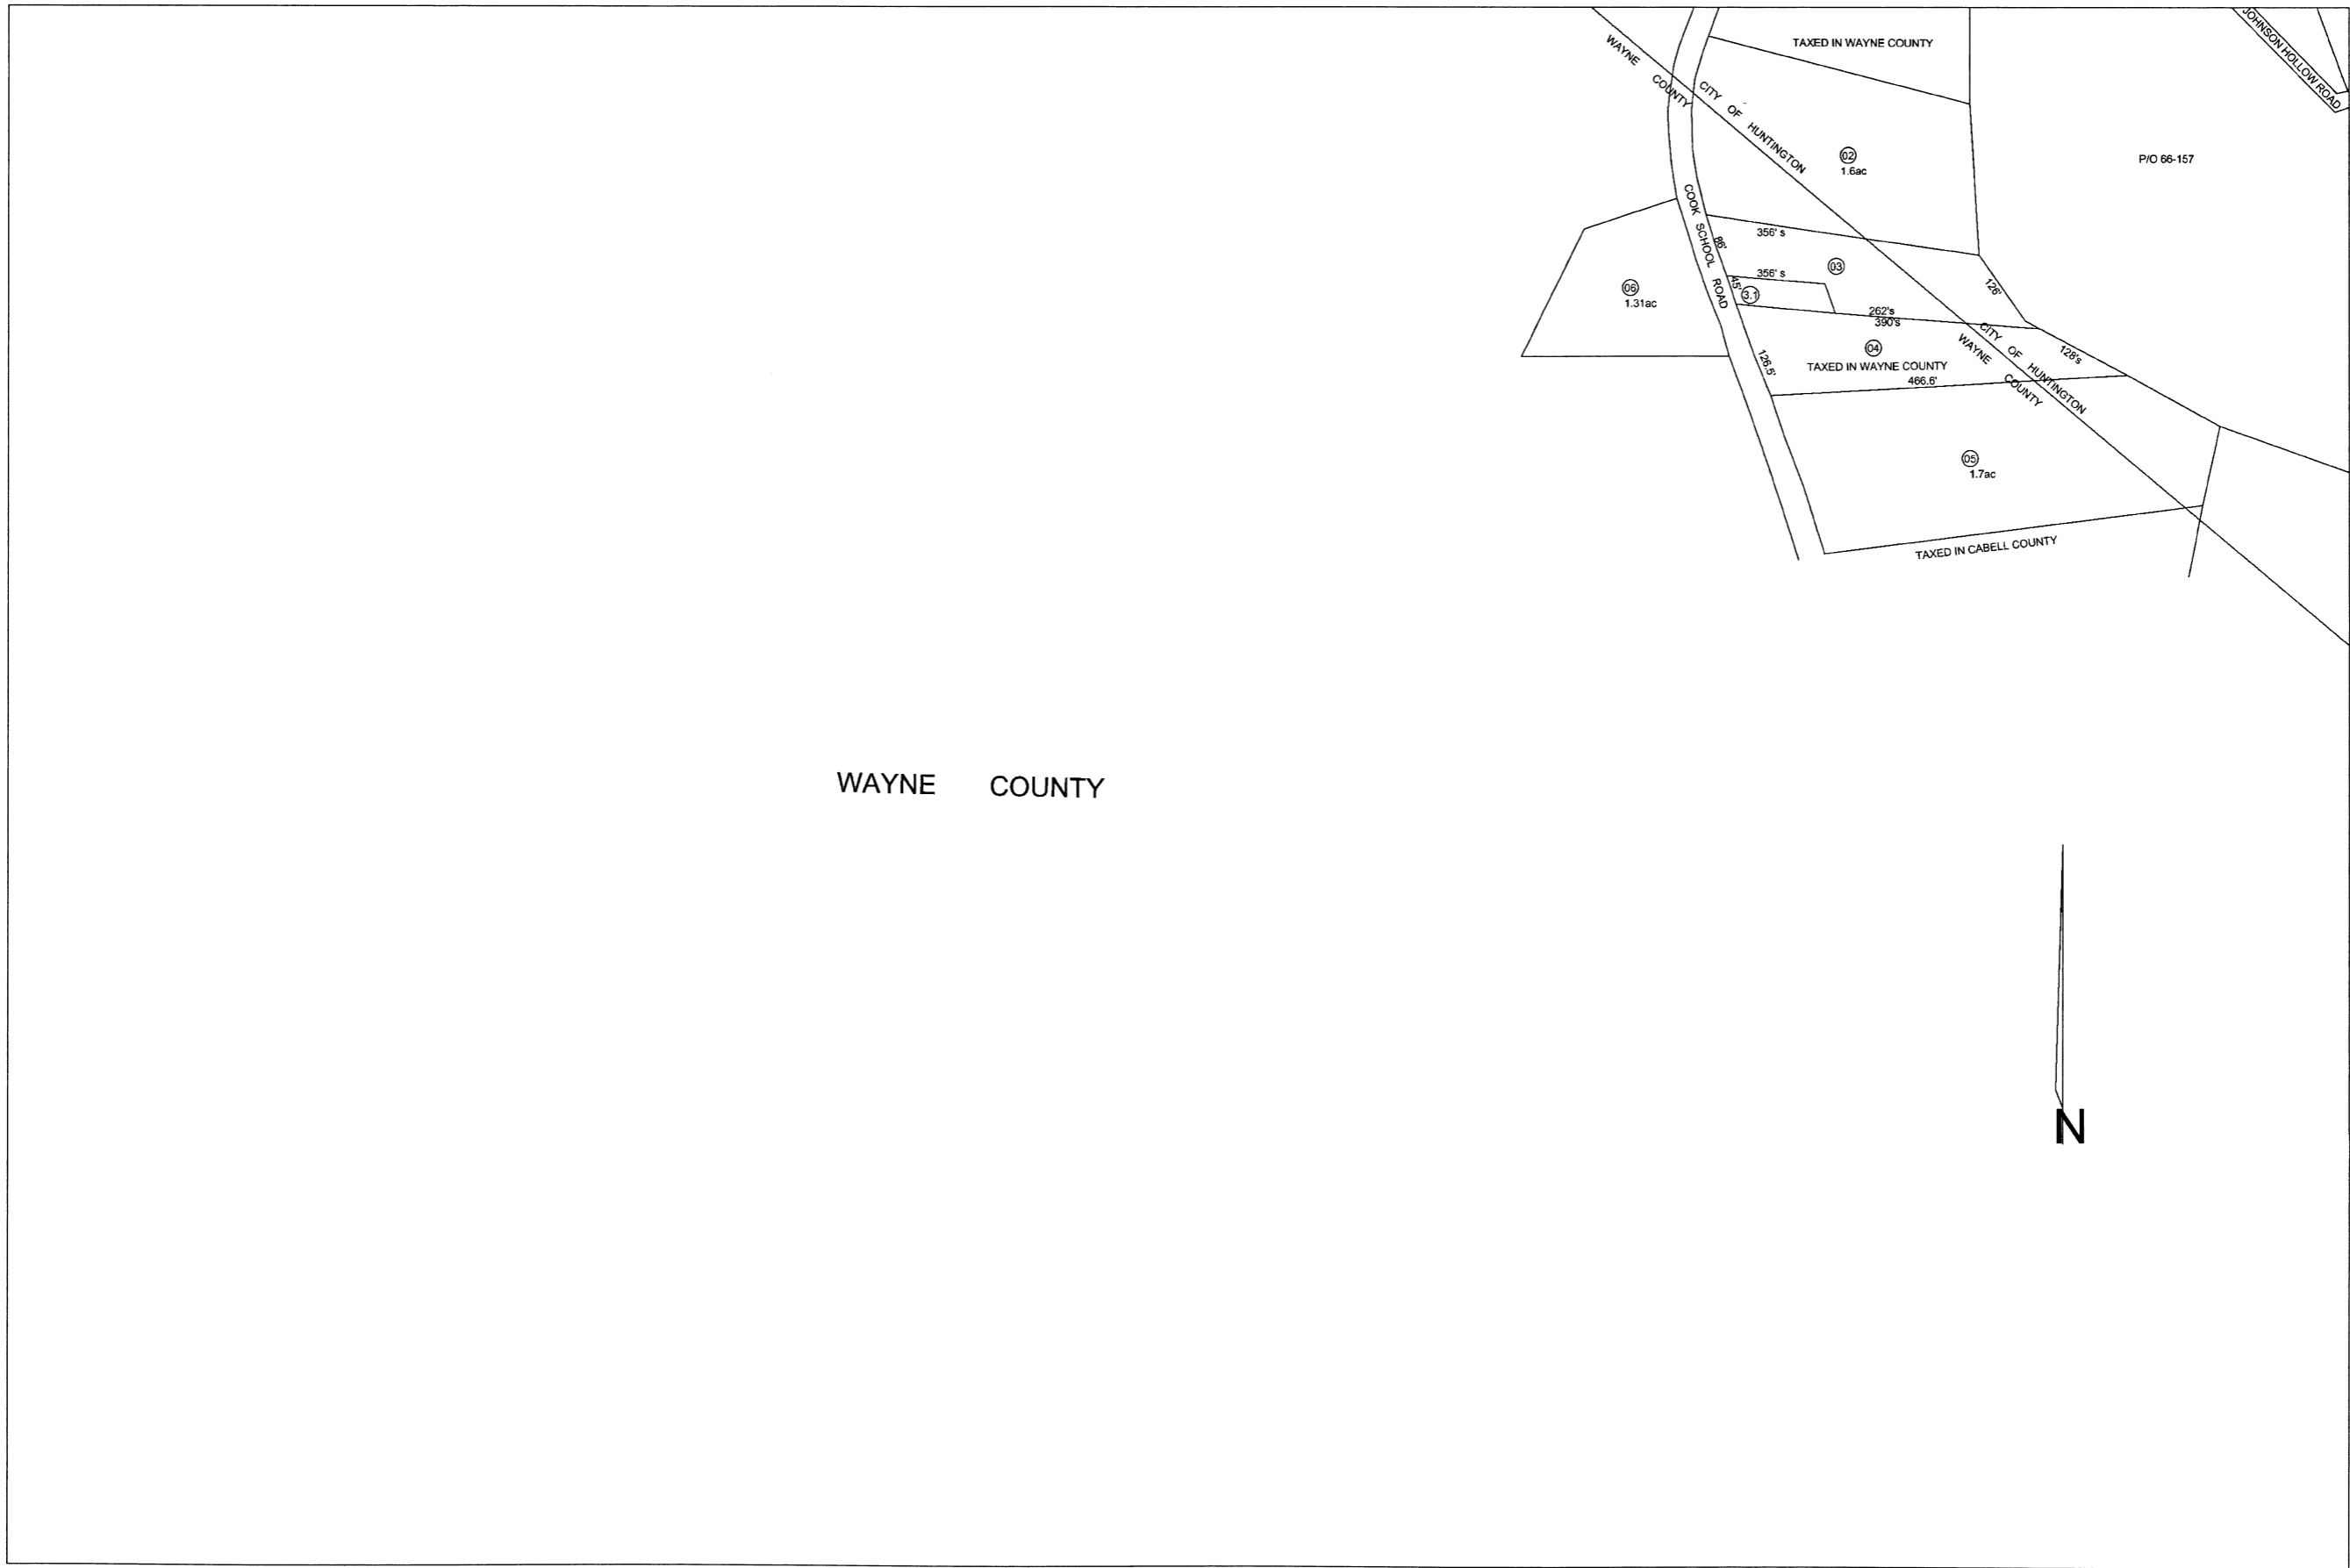 TAXED IN WAYNE COUNTY
JOHNSON HOLLOW ROAD
WAYNE COUNTY
CITY OF HUNTINGTON
02
1.6ac
P/O 66-157
COOK SCHOOL ROAD
356' s
86'
03
356' s
45'
3.1
126'
06
1.31ac
262's
390's
04
TAXED IN WAYNE COUNTY
466.6'
126.5'
CITY OF HUNTINGTON
WAYNE COUNTY
128's
05
1.7ac
TAXED IN CABELL COUNTY
WAYNE COUNTY
N